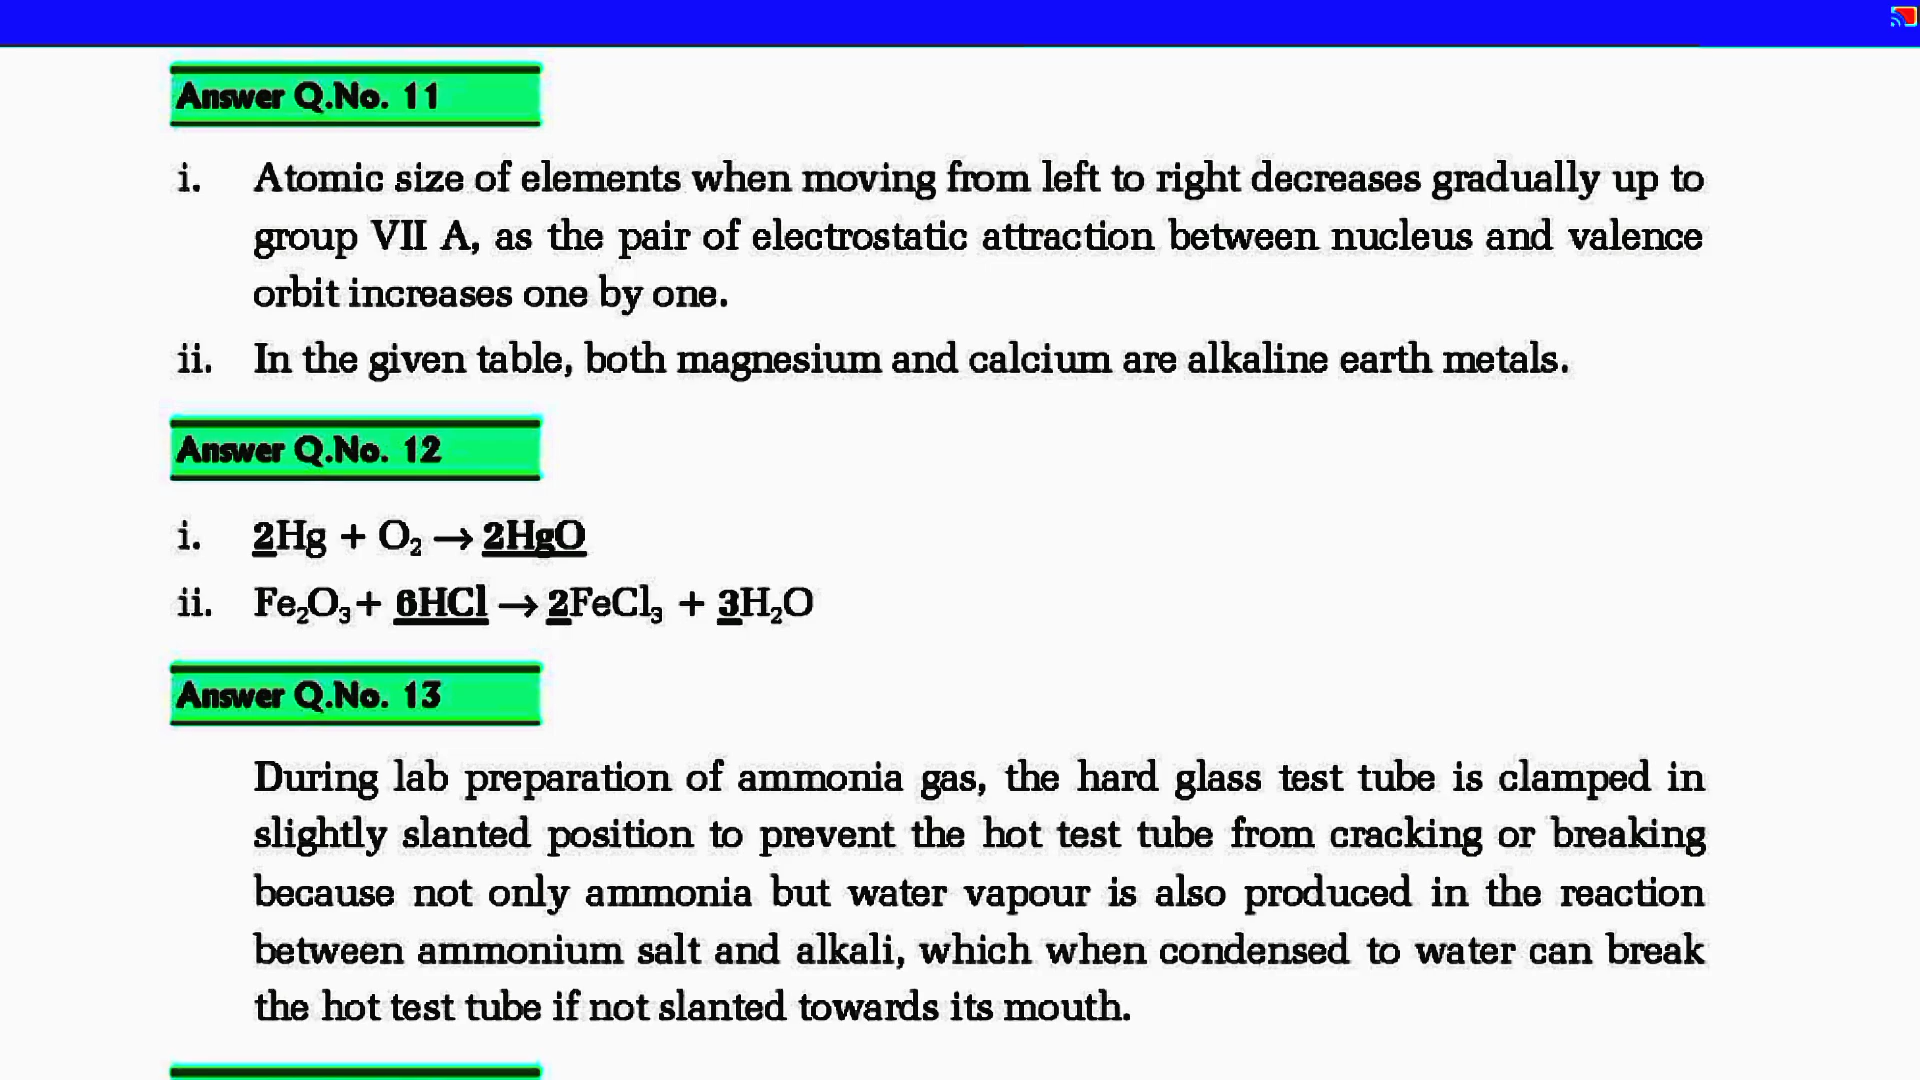 Answer Q.No. 11
i. Atomic size of elements when moving from left to right decreases gradually up to
group VII A, as the pair of electrostatic attraction between nucleus and valence
orbit increases one by one.
ii. In the given table, both magnesium and calcium are alkaline earth metals.
Answer Q.No. 12
i. 2Hg + O₂ → 2HgO
ii. Fe₂O₃+ 6HCl → 2FeCl₃ + 3H₂O
Answer Q.No. 13
During lab preparation of ammonia gas, the hard glass test tube is clamped in
slightly slanted position to prevent the hot test tube from cracking or breaking
because not only ammonia but water vapour is also produced in the reaction
between ammonium salt and alkali, which when condensed to water can break
the hot test tube if not slanted towards its mouth.